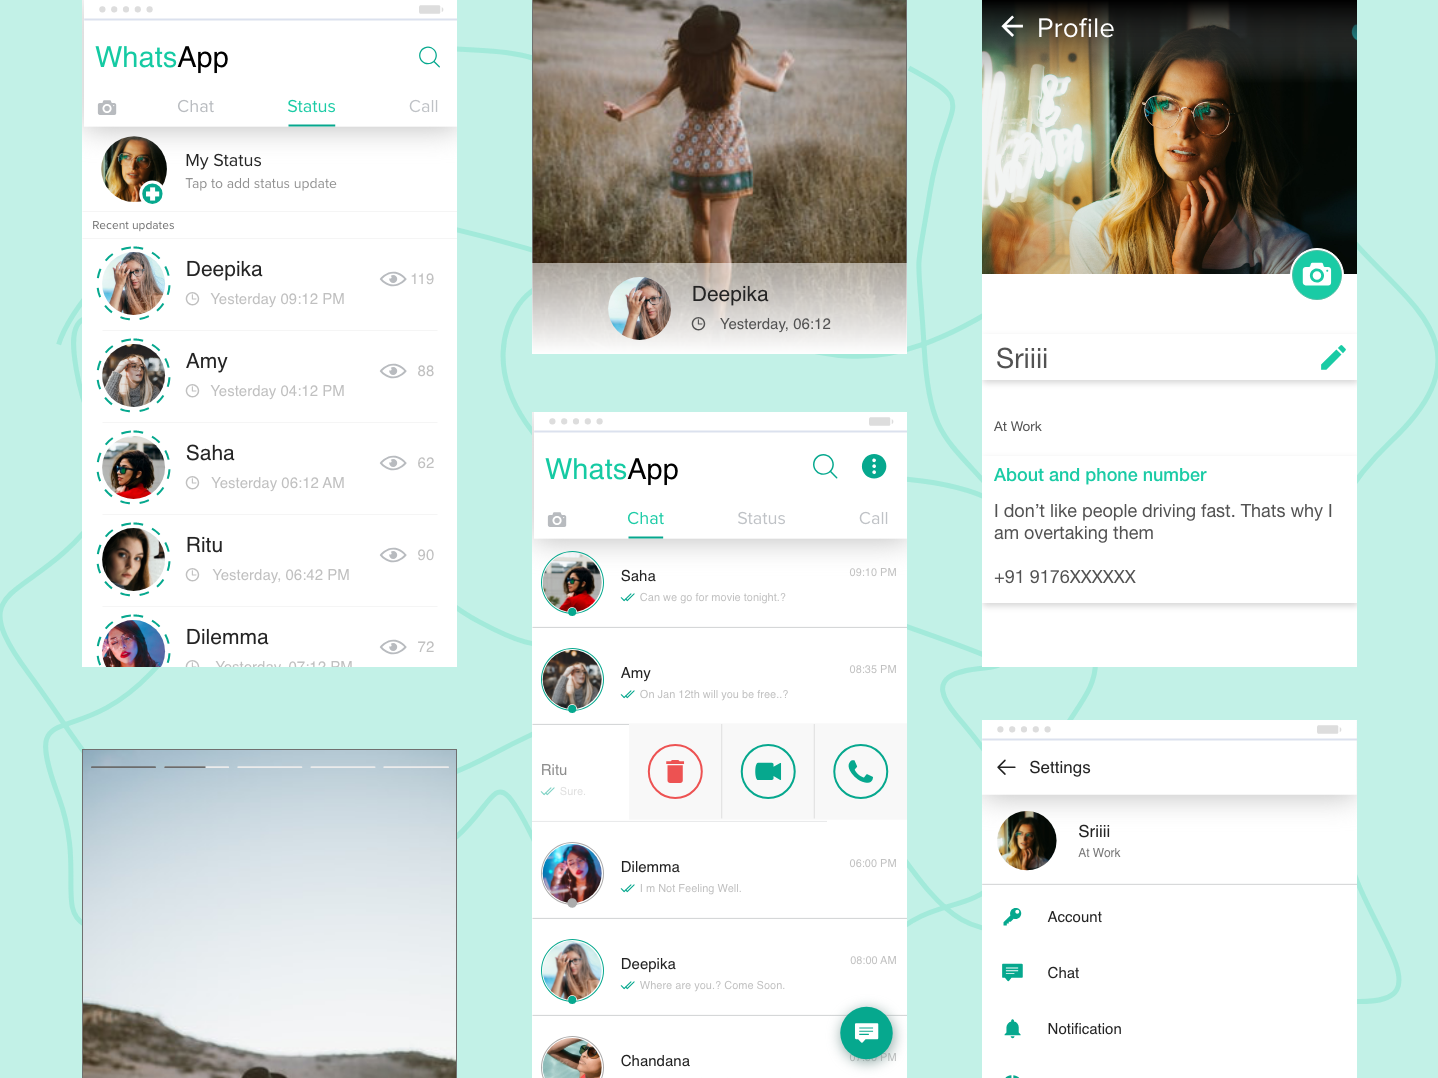 WhatsApp
Chat Status Call
My Status
Tap to add status update
Recent updates
Deepika
Yesterday 09:12 PM
119
Amy
Yesterday 04:12 PM
88
Saha
Yesterday 06:12 AM
62
Ritu
Yesterday, 06:42 PM
90
Dilemma
Yesterday, 07:12 PM
72
Deepika
Yesterday, 06:12
WhatsApp
Chat Status Call
Saha
09:10 PM
Can we go for movie tonight.?
Amy
08:35 PM
On Jan 12th will you be free..?
Ritu
Sure.
Dilemma
06:00 PM
I m Not Feeling Well.
Deepika
08:00 AM
Where are you.? Come Soon.
Chandana
PM
Profile
Sriiii
At Work
About and phone number
I don’t like people driving fast. Thats why I
am overtaking them
+91 9176XXXXXX
Settings
Sriiii
At Work
Account
Chat
Notification